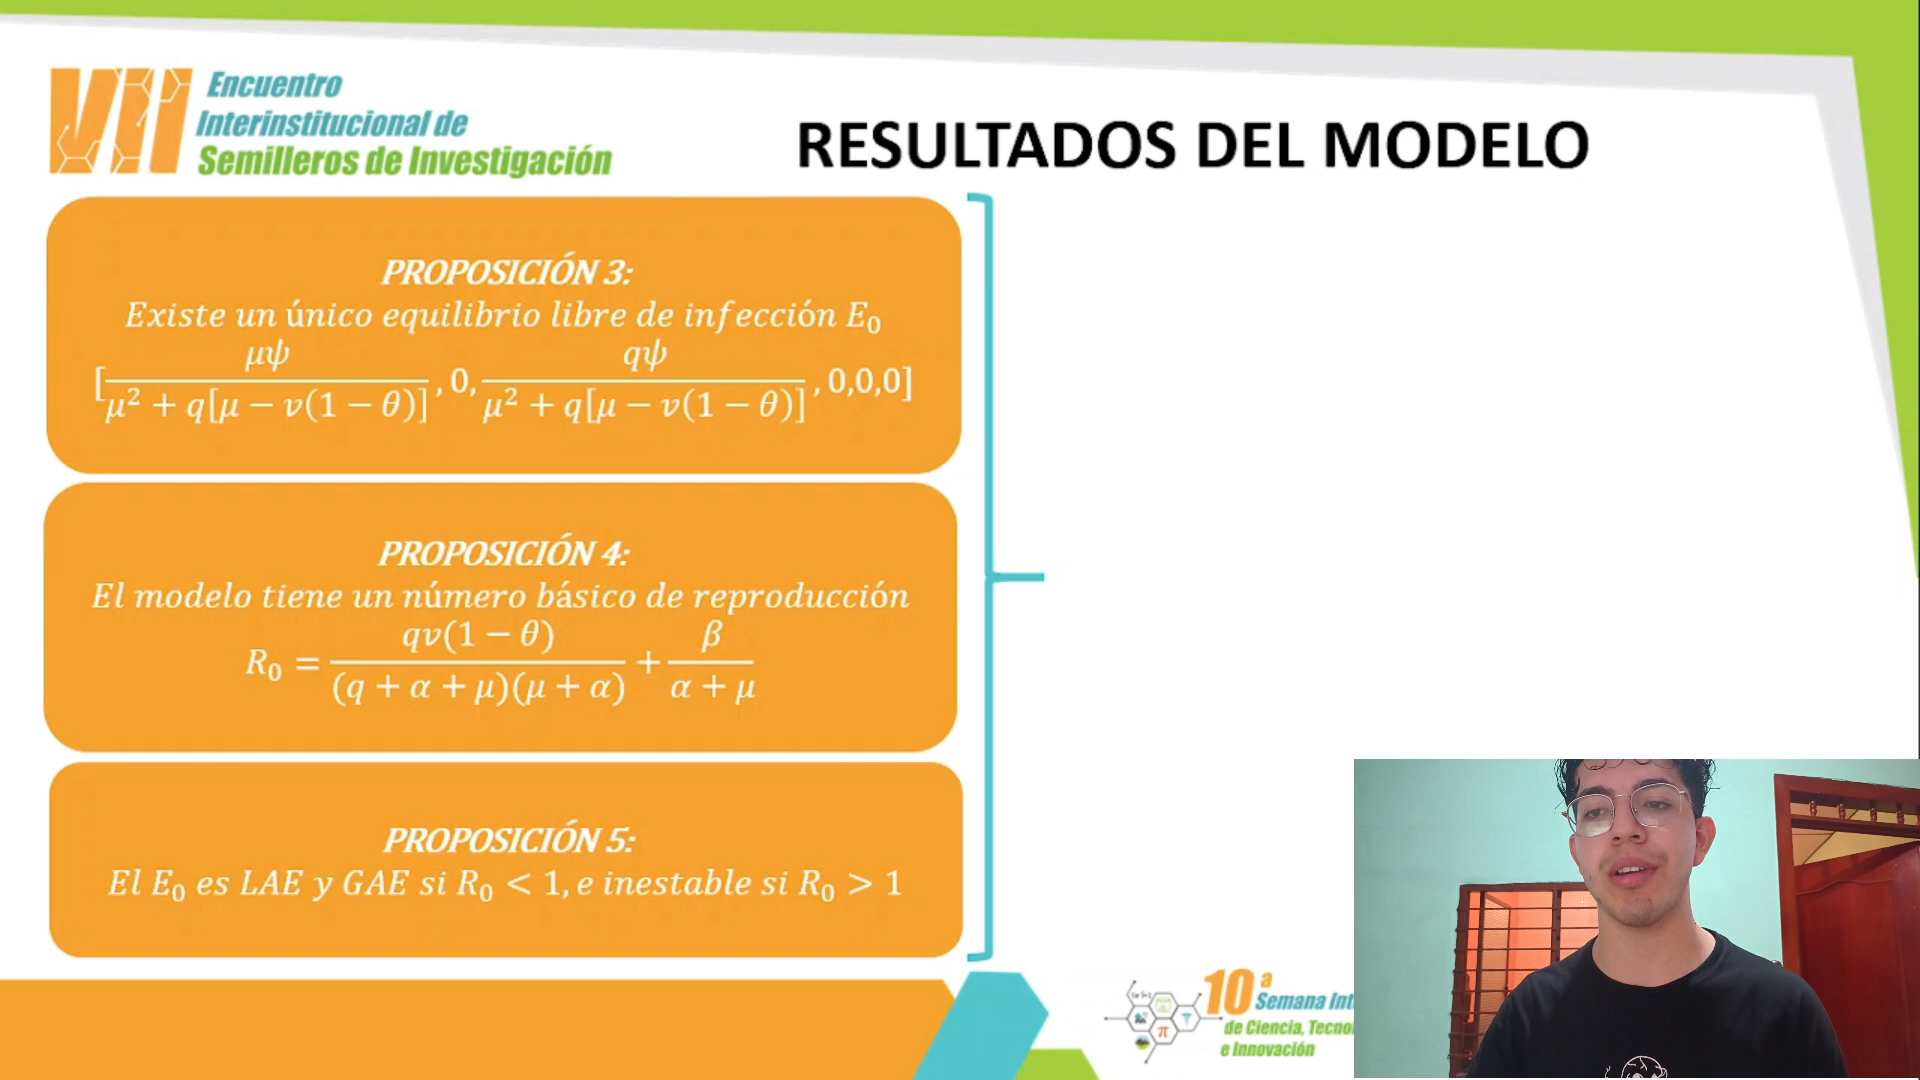 VII Encuentro
Interinstitucional de
Semilleros de Investigación
RESULTADOS DEL MODELO
PROPOSICIÓN 3:
Existe un único equilibrio libre de infección E₀
[μψ / μ² + q[μ − v(1 − θ)], 0, qψ / μ² + q[μ − v(1 − θ)], 0,0,0]
PROPOSICIÓN 4:
El modelo tiene un número básico de reproducción
R₀ = qv(1 − θ) / (q + α + μ)(μ + α) + β / α + μ
PROPOSICIÓN 5:
El E₀ es LAE y GAE si R₀ < 1, e inestable si R₀ > 1
10ª
Semana Int
de Ciencia, Tecno
e Innovación
π